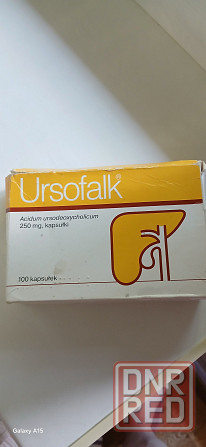 Ursofalk®
Acidum ursodeoxycholicum
250 mg, kapsułki
100 kapsułek
Galaxy A15
DNR
RED